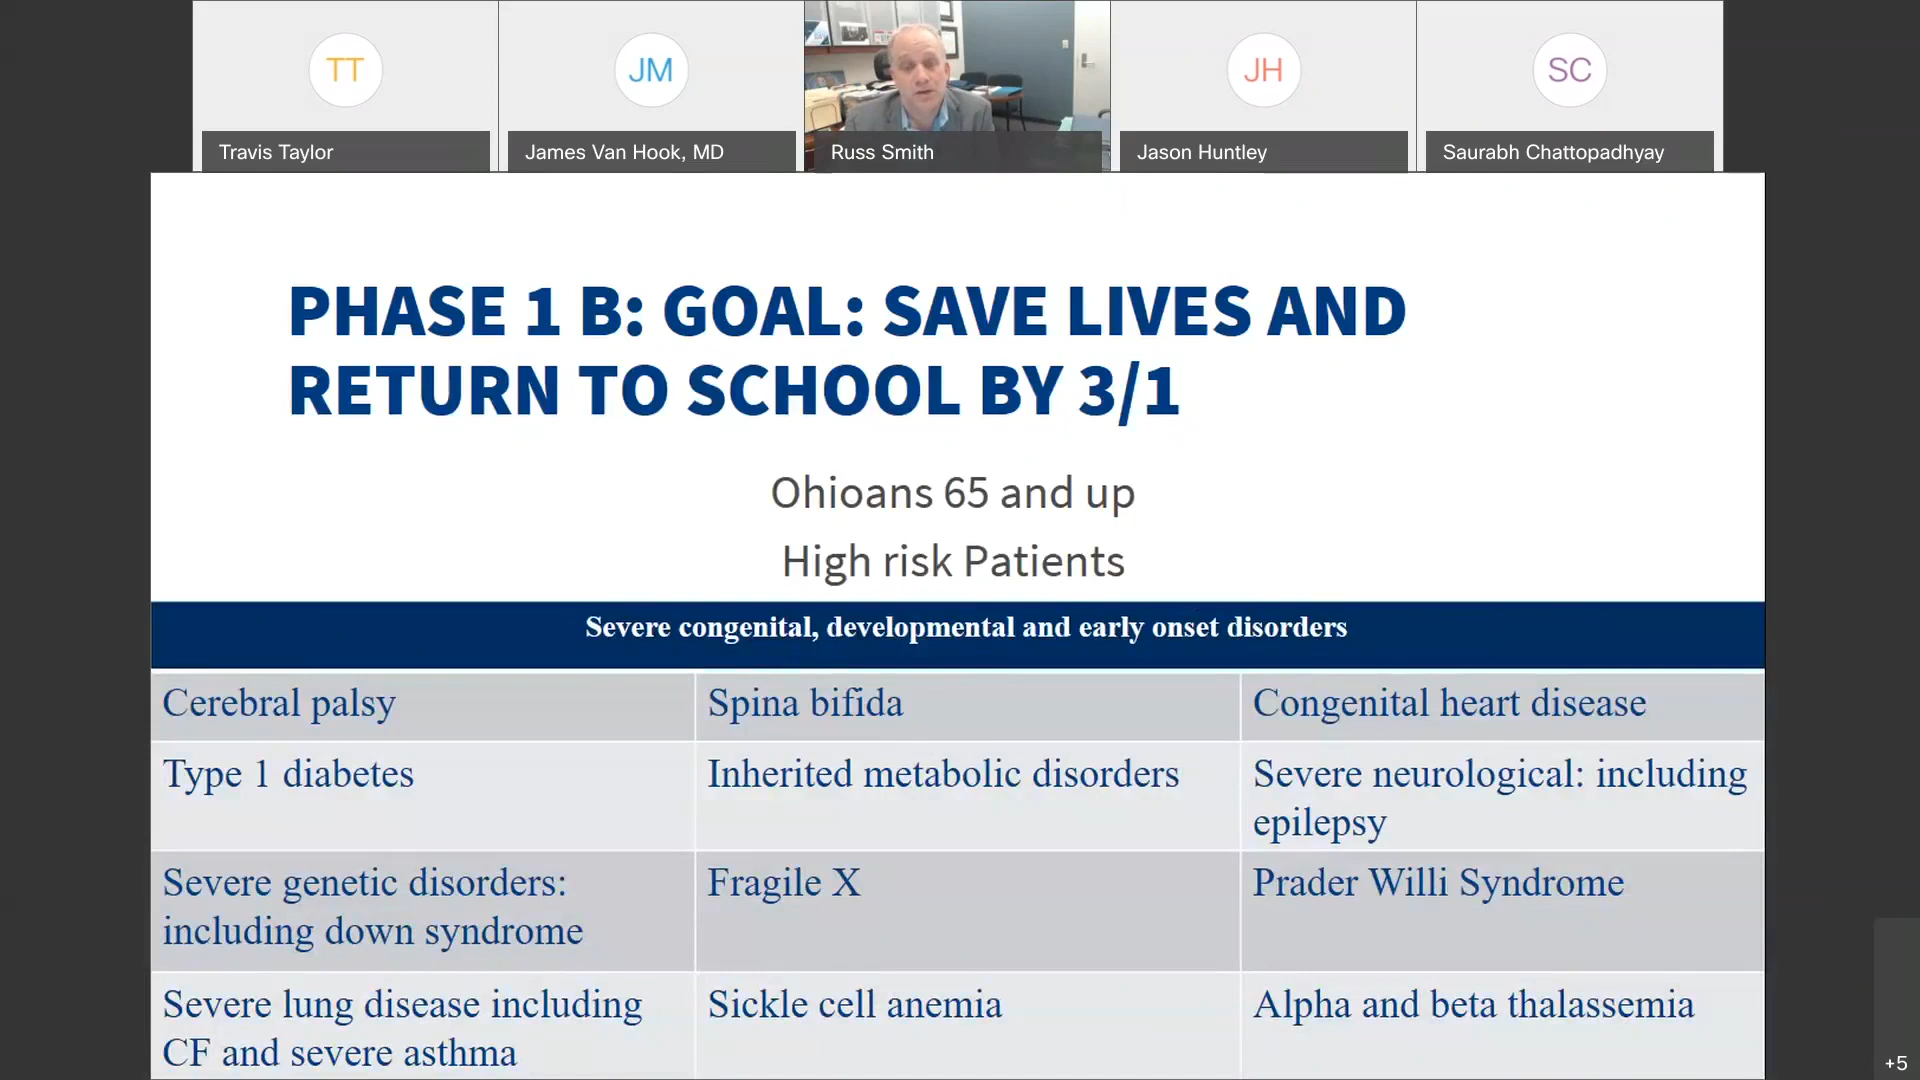 TT
JM
JH
SC
Travis Taylor
James Van Hook, MD
Russ Smith
Jason Huntley
Saurabh Chattopadhyay
PHASE 1 B: GOAL: SAVE LIVES AND
RETURN TO SCHOOL BY 3/1
Ohioans 65 and up
High risk Patients
Severe congenital, developmental and early onset disorders
Cerebral palsy
Spina bifida
Congenital heart disease
Type 1 diabetes
Inherited metabolic disorders
Severe neurological: including
epilepsy
Severe genetic disorders:
including down syndrome
Fragile X
Prader Willi Syndrome
Severe lung disease including
CF and severe asthma
Sickle cell anemia
Alpha and beta thalassemia
+5